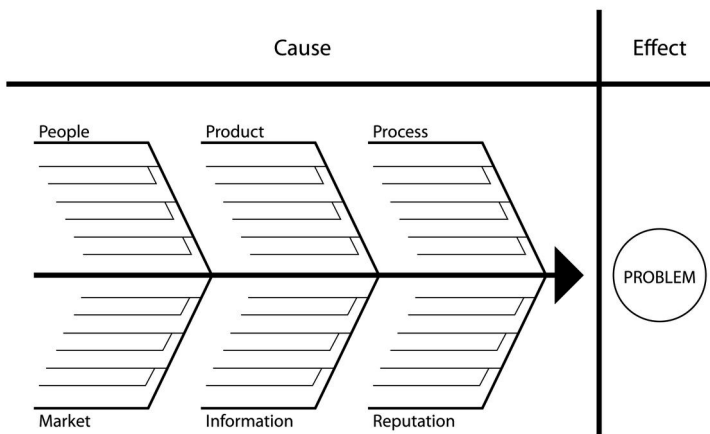 Cause
Effect
People
Product
Process
PROBLEM
Market
Information
Reputation